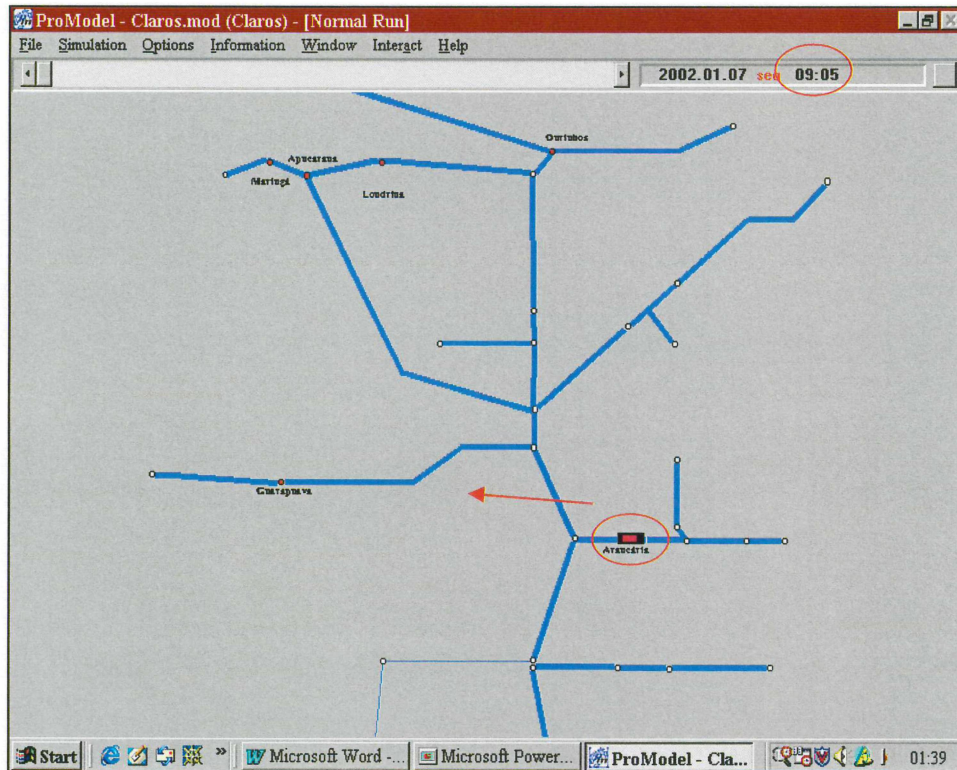 ProModel - Claros.mod (Claros) - [Normal Run]
File Simulation Options Information Window Interact Help
2002.01.07 seg 09:05
Ourinhos
Apucarana
Maringá
Londrina
Guarapuava
Araucária
Start » Microsoft Word -... Microsoft Power... ProModel - Cla... 01:39